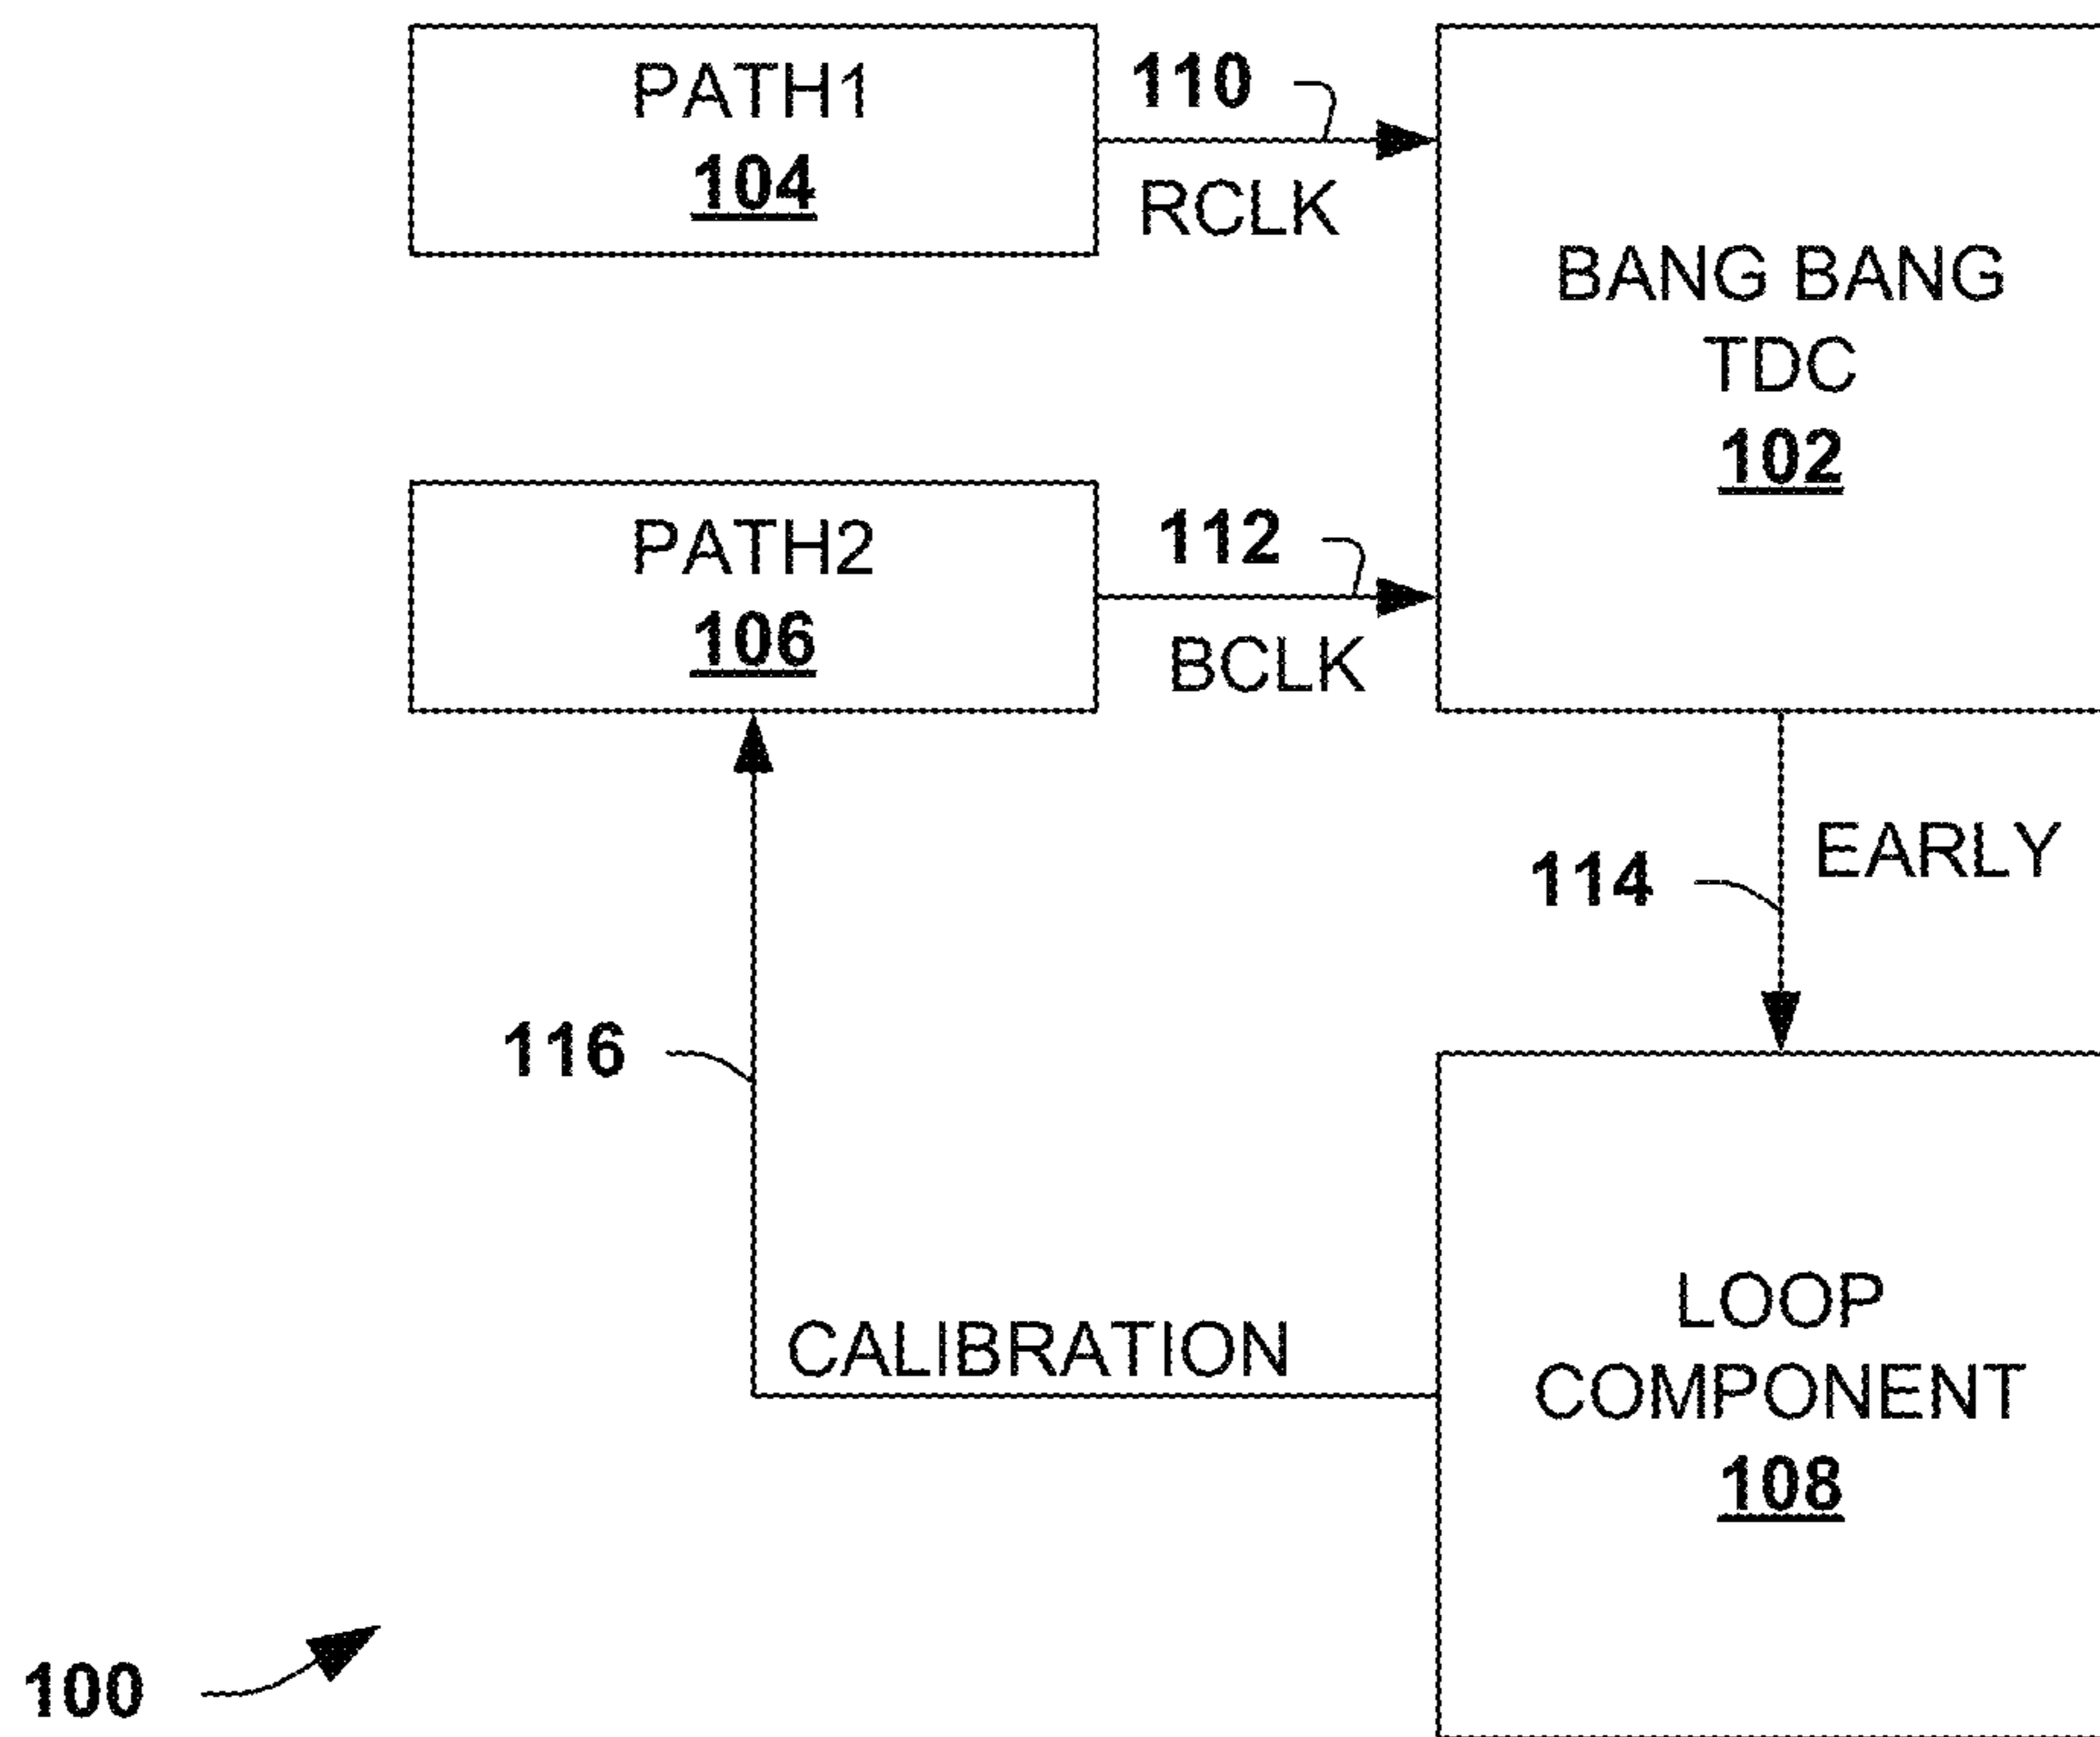 PATH1
104
110
RCLK
BANG BANG
TDC
102
PATH2
106
112
BCLK
EARLY
114
116
CALIBRATION
LOOP
COMPONENT
108
100